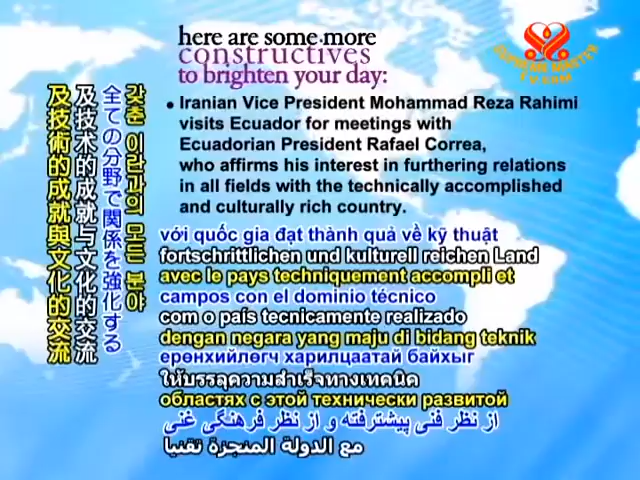 here are some more
constructives
to brighten your day:
SUPREME MASTER
TV.COM
• Iranian Vice President Mohammad Reza Rahimi
visits Ecuador for meetings with
Ecuadorian President Rafael Correa,
who affirms his interest in furthering relations
in all fields with the technically accomplished
and culturally rich country.
갖춘 이란과의 모든 분야
全ての分野で関係を強化する
及技术的成就与文化的交流
及技術的成就與文化的交流
với quốc gia đạt thành quả về kỹ thuật
fortschrittlichen und kulturell reichen Land
avec le pays techniquement accompli et
campos con el dominio técnico
com o país tecnicamente realizado
dengan negara yang maju di bidang teknik
ерөнхийлөгч харилцаатай байхыг
ให้บรรลุความสำเร็จทางเทคนิค
областях с этой технически развитой
از نظر فنی پیشترفته و از نظر فرهنگی غنی
مع الدولة المنجزة تقنيا